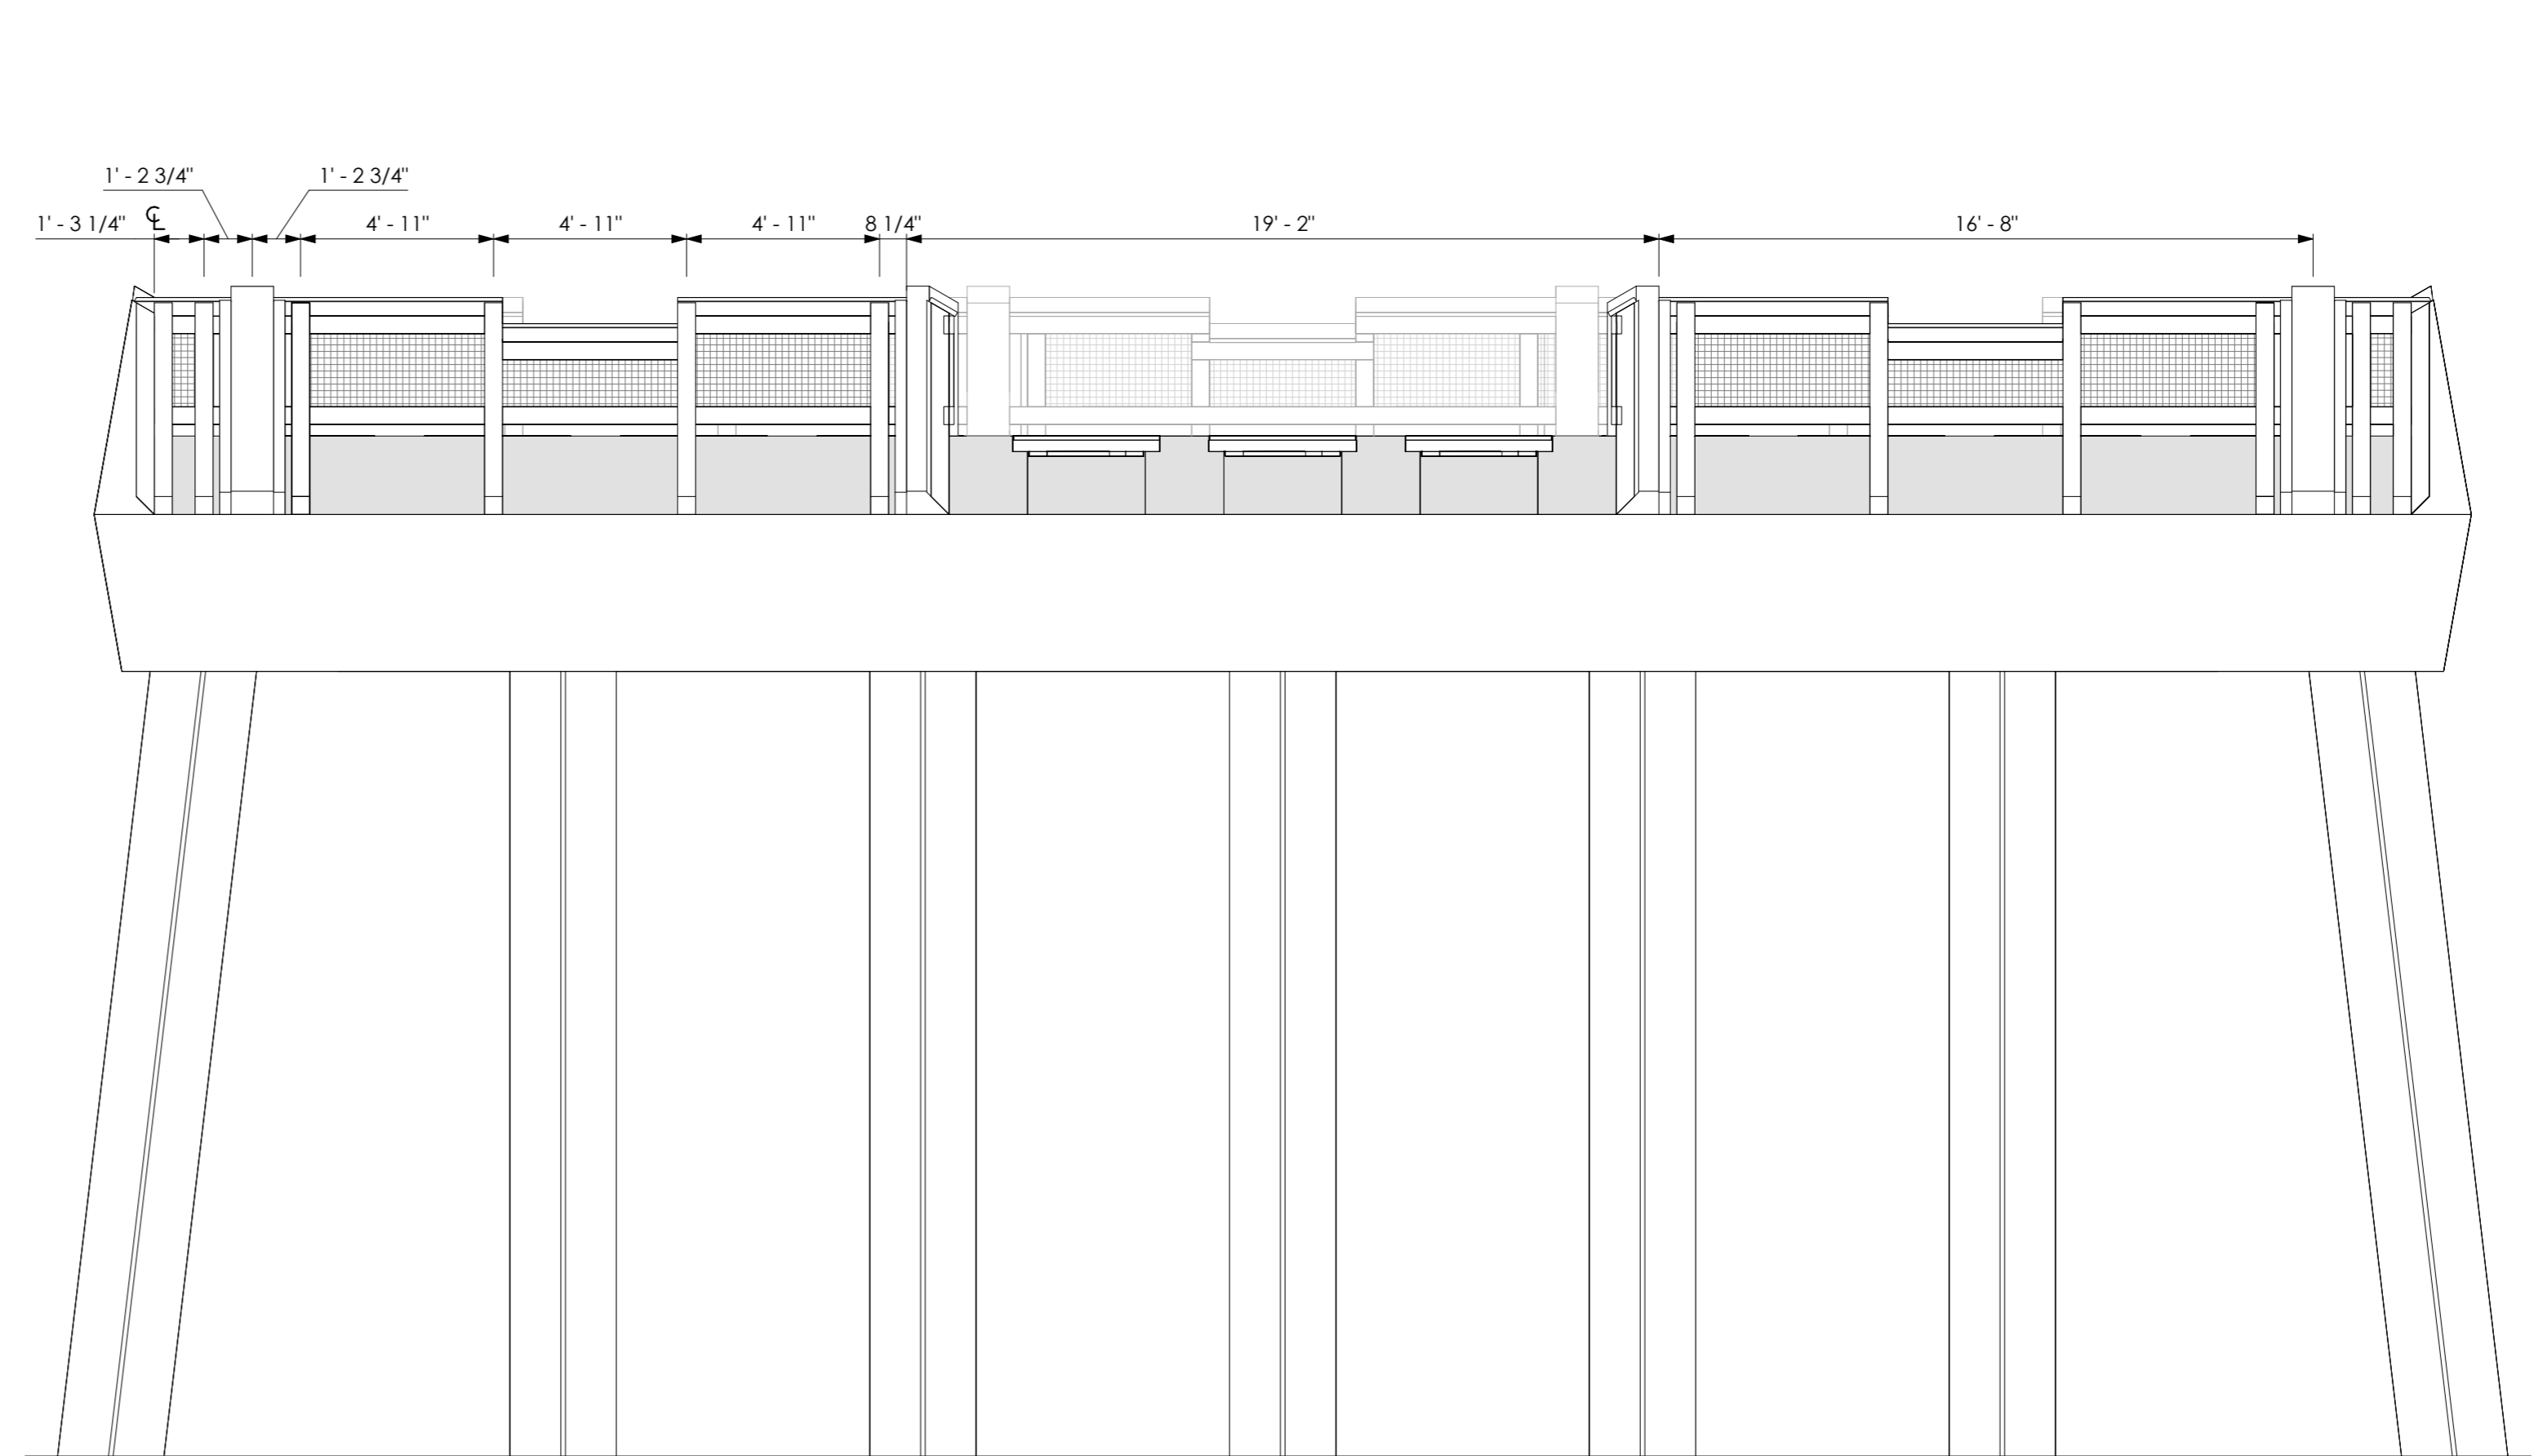 1' - 2 3/4" 1' - 2 3/4"
1' - 3 1/4" ℄ 4' - 11" 4' - 11" 4' - 11" 8 1/4" 19' - 2" 16' - 8"